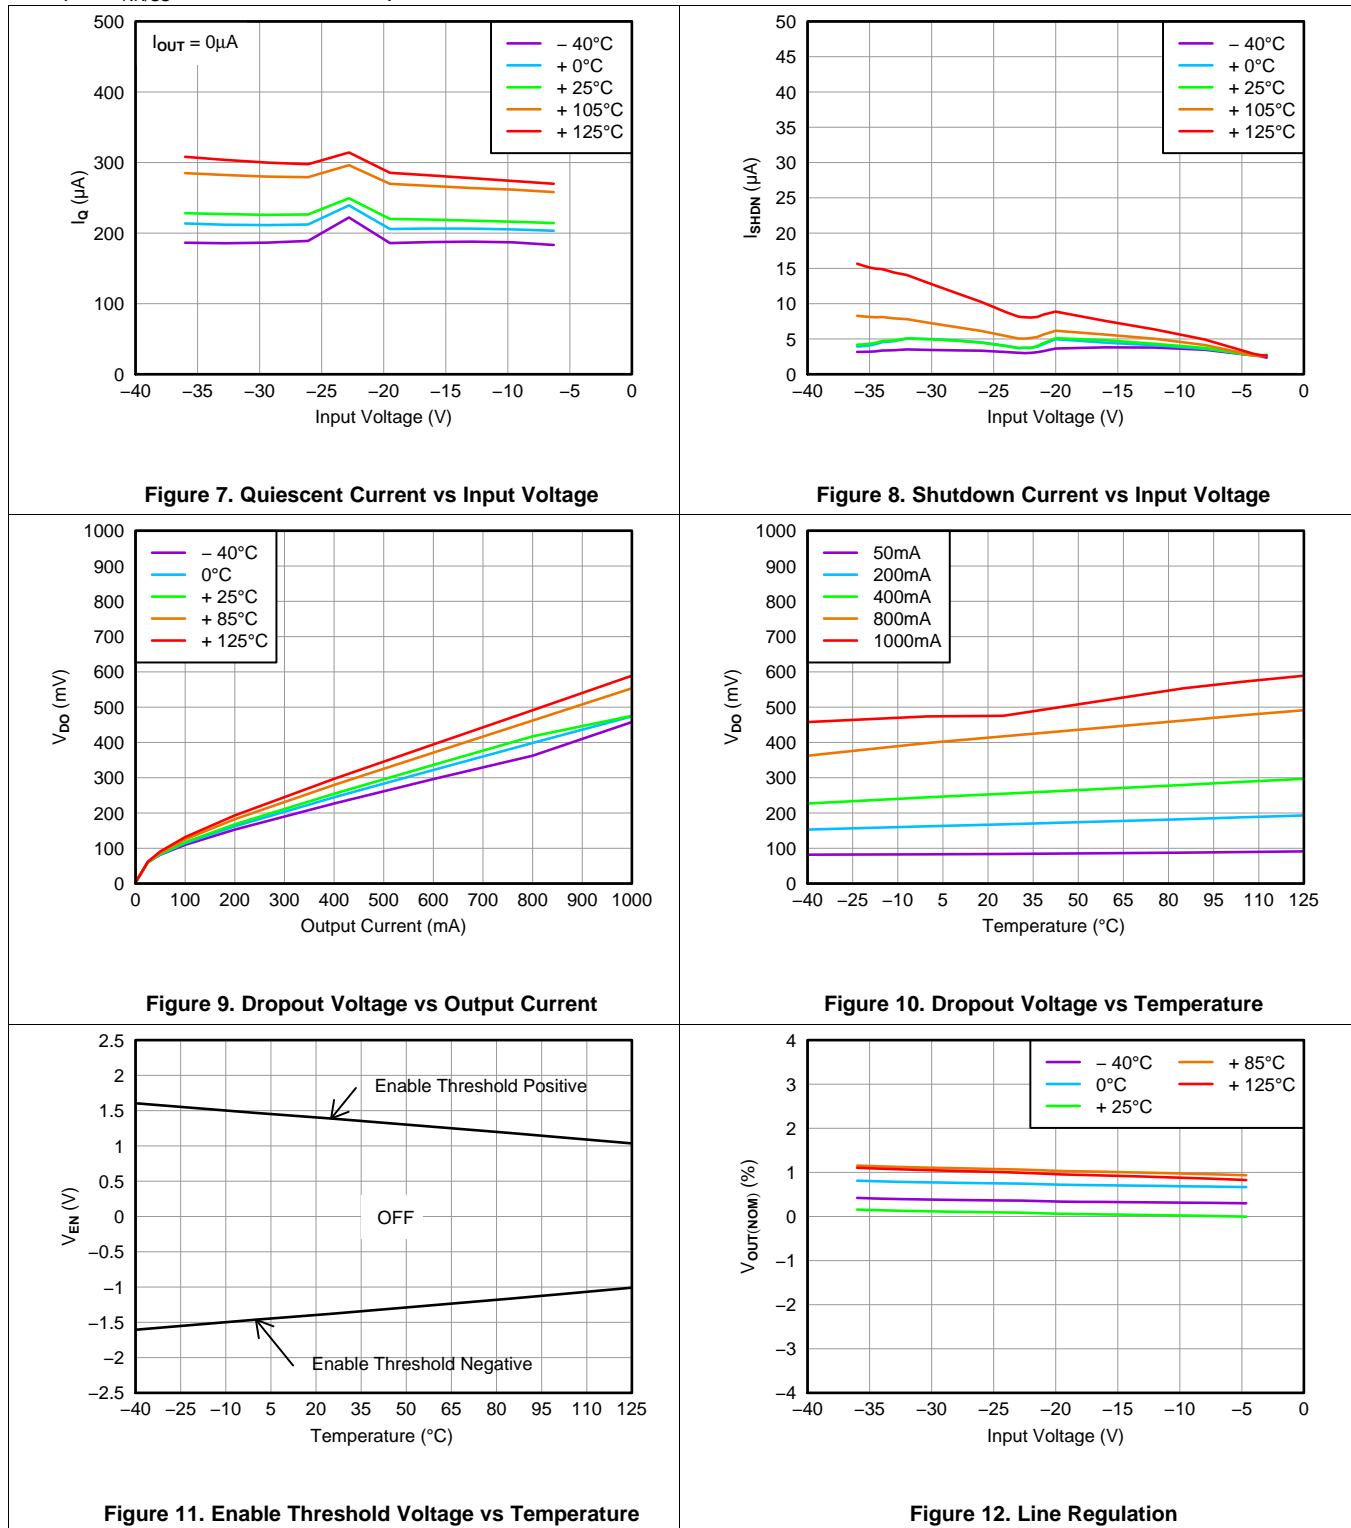 500
400
300
200
100
0
I_Q (µA)
I_OUT = 0µA
– 40°C
+ 0°C
+ 25°C
+ 105°C
+ 125°C
–40 –35 –30 –25 –20 –15 –10 –5 0
Input Voltage (V)
Figure 7. Quiescent Current vs Input Voltage
50
45
40
35
30
25
20
15
10
5
0
I_SHDN (µA)
– 40°C
+ 0°C
+ 25°C
+ 105°C
+ 125°C
–40 –35 –30 –25 –20 –15 –10 –5 0
Input Voltage (V)
Figure 8. Shutdown Current vs Input Voltage
1000
900
800
700
600
500
400
300
200
100
0
V_DO (mV)
– 40°C
0°C
+ 25°C
+ 85°C
+ 125°C
0 100 200 300 400 500 600 700 800 900 1000
Output Current (mA)
Figure 9. Dropout Voltage vs Output Current
1000
900
800
700
600
500
400
300
200
100
0
V_DO (mV)
50mA
200mA
400mA
800mA
1000mA
–40 –25 –10 5 20 35 50 65 80 95 110 125
Temperature (°C)
Figure 10. Dropout Voltage vs Temperature
2.5
2
1.5
1
0.5
0
–0.5
–1
–1.5
–2
–2.5
V_EN (V)
Enable Threshold Positive
OFF
Enable Threshold Negative
–40 –25 –10 5 20 35 50 65 80 95 110 125
Temperature (°C)
Figure 11. Enable Threshold Voltage vs Temperature
4
3
2
1
0
–1
–2
–3
–4
V_OUT(NOM) (%)
– 40°C + 85°C
0°C + 125°C
+ 25°C
–40 –35 –30 –25 –20 –15 –10 –5 0
Input Voltage (V)
Figure 12. Line Regulation